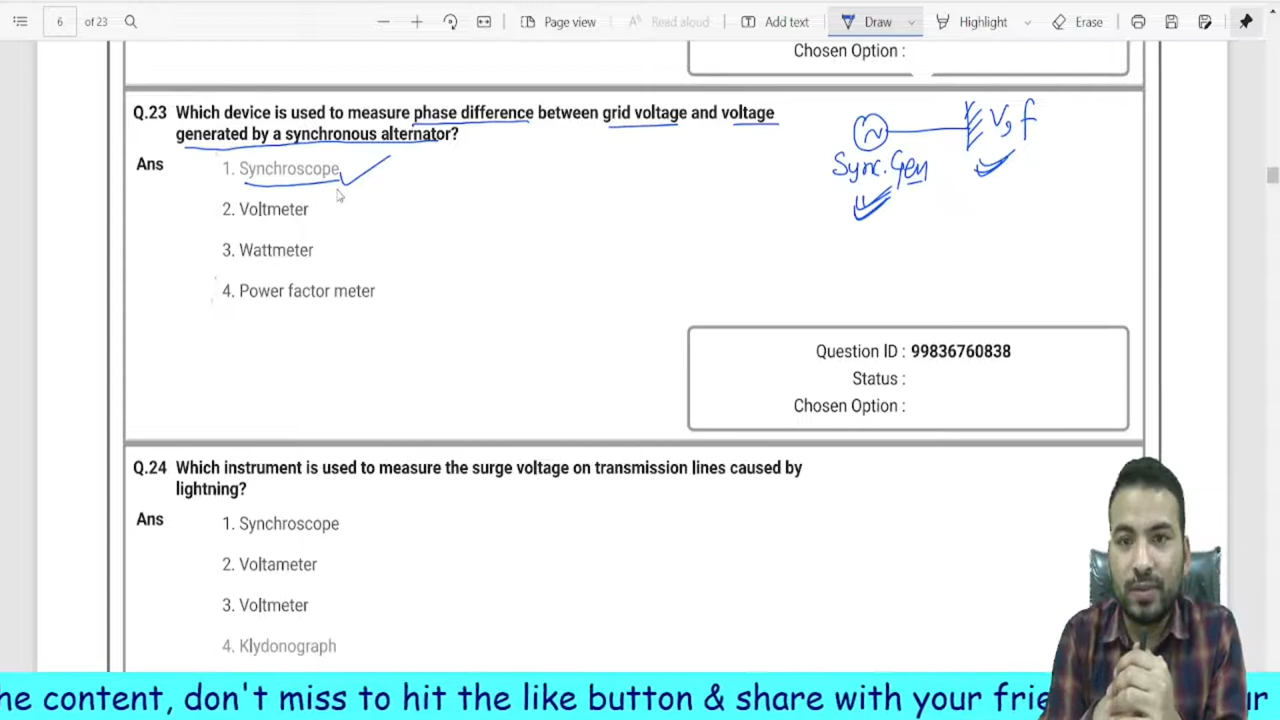 6 of 23
Page view
Read aloud
Add text
Draw
Highlight
Erase
Chosen Option :
Q.23 Which device is used to measure phase difference between grid voltage and voltage
generated by a synchronous alternator?
Ans
1. Synchroscope
2. Voltmeter
3. Wattmeter
4. Power factor meter
V, f
Sync. Gen
Question ID : 99836760838
Status :
Chosen Option :
Q.24 Which instrument is used to measure the surge voltage on transmission lines caused by
lightning?
Ans
1. Synchroscope
2. Voltameter
3. Voltmeter
4. Klydonograph
he content, don't miss to hit the like button & share with your frie ur